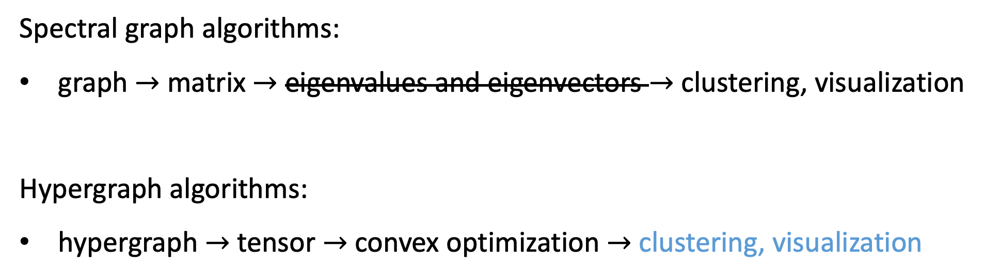 Spectral graph algorithms:
• graph → matrix → eigenvalues and eigenvectors → clustering, visualization
Hypergraph algorithms:
• hypergraph → tensor → convex optimization → clustering, visualization